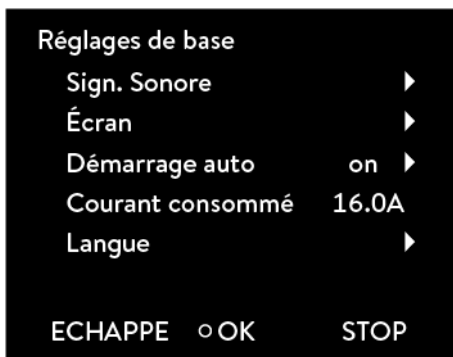 Réglages de base
Sign. Sonore
Écran
Démarrage auto on
Courant consommé 16.0A
Langue
ECHAPPE OK STOP